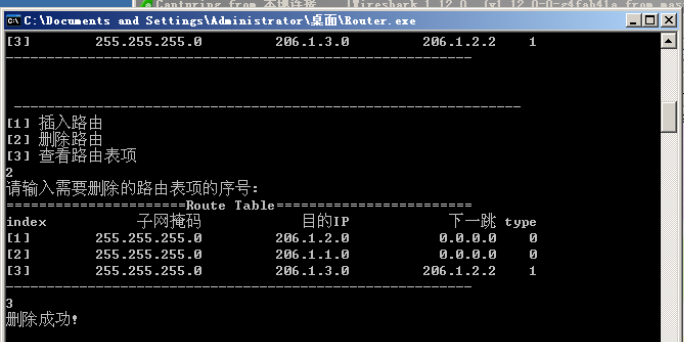 Capturing from 本地连接 [Wireshark 1.12.0 (v1.12.0-0-g4fab41a from mas
C:\Documents and Settings\Administrator\桌面\Router.exe
[3] 255.255.255.0 206.1.3.0 206.1.2.2 1
---------------------------------------------------------
--------------------------------------------------------------
[1] 插入路由
[2] 删除路由
[3] 查看路由表项
2
请输入需要删除的路由表项的序号:
======================Route Table========================
index 子网掩码 目的IP 下一跳 type
[1] 255.255.255.0 206.1.2.0 0.0.0.0 0
[2] 255.255.255.0 206.1.1.0 0.0.0.0 0
[3] 255.255.255.0 206.1.3.0 206.1.2.2 1
---------------------------------------------------------
3
删除成功!